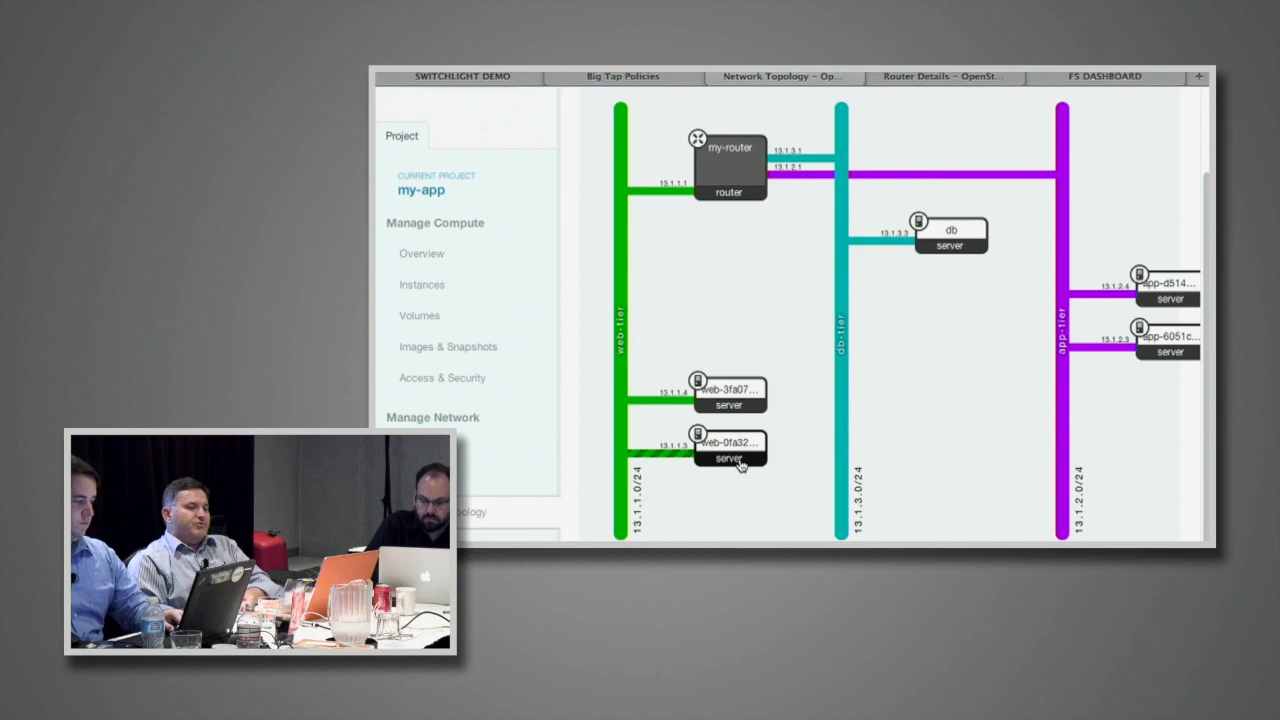 SWITCHLIGHT DEMO
Big Tap Policies
Network Topology – Op...
Router Details – OpenSt...
F5 DASHBOARD
+
Project
CURRENT PROJECT
my-app
Manage Compute
Overview
Instances
Volumes
Images & Snapshots
Access & Security
Manage Network
pology
my-router
router
13.1.3.1
13.1.2.1
13.1.1.1
db
server
13.1.3.3
app-d514...
server
13.1.2.4
app-6051c...
server
13.1.2.3
web-3fa07...
server
13.1.1.4
web-0fa32...
server
13.1.1.3
web-tier
13.1.1.0/24
db-tier
13.1.3.0/24
app-tier
13.1.2.0/24